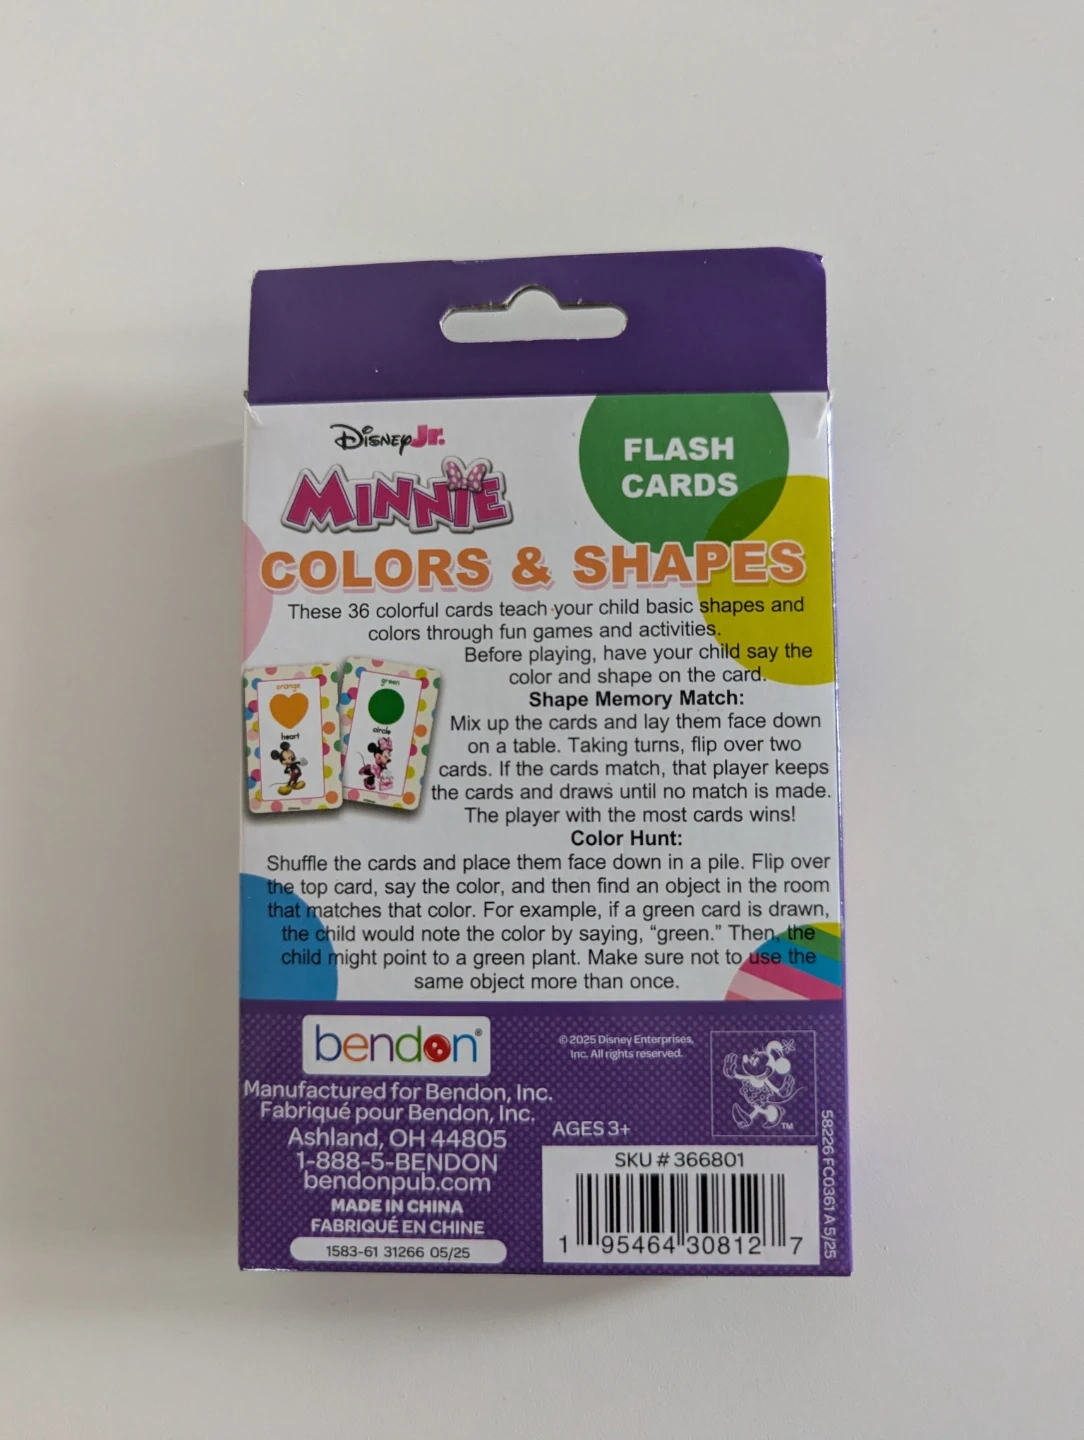 Disney Jr.
MINNIE
FLASH
CARDS
COLORS & SHAPES
These 36 colorful cards teach your child basic shapes and
colors through fun games and activities.
Before playing, have your child say the
color and shape on the card.
Shape Memory Match:
Mix up the cards and lay them face down
on a table. Taking turns, flip over two
cards. If the cards match, that player keeps
the cards and draws until no match is made.
The player with the most cards wins!
orange
heart
green
circle
Color Hunt:
Shuffle the cards and place them face down in a pile. Flip over
the top card, say the color, and then find an object in the room
that matches that color. For example, if a green card is drawn,
the child would note the color by saying, “green.” Then, the
child might point to a green plant. Make sure not to use the
same object more than once.
bendon®
Manufactured for Bendon, Inc.
Fabriqué pour Bendon, Inc.
Ashland, OH 44805
1-888-5-BENDON
bendonpub.com
MADE IN CHINA
FABRIQUÉ EN CHINE
1583-61 31266 05/25
©2025 Disney Enterprises,
Inc. All rights reserved.
TM
AGES 3+
SKU # 366801
1 95464 30812 7
58226 FC0361 A 5/25